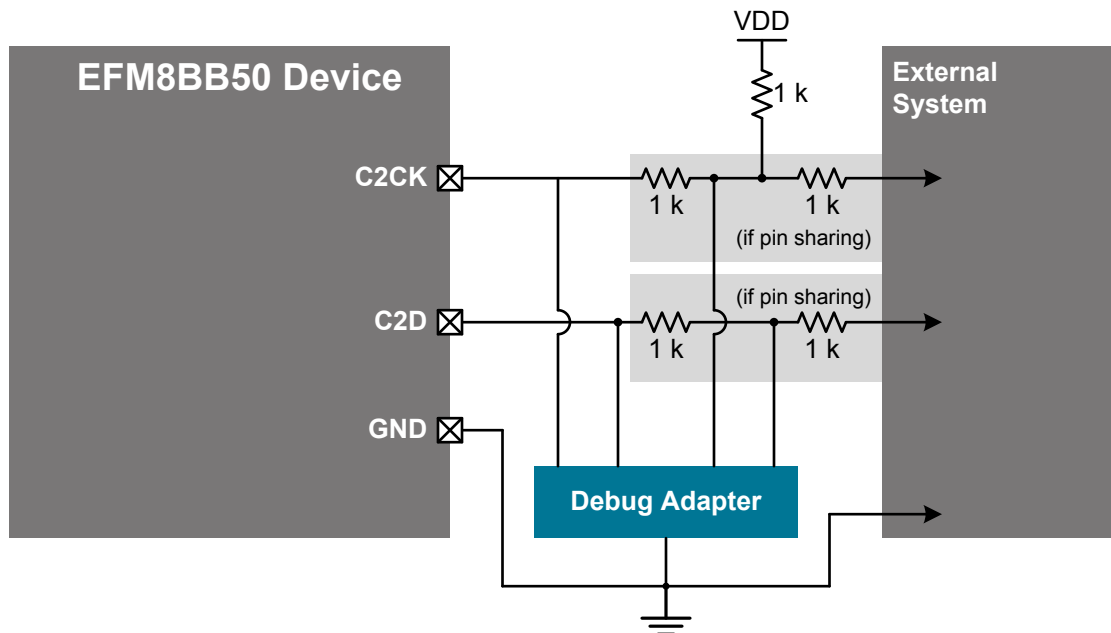 VDD
EFM8BB50 Device
External
System
1 k
C2CK
1 k
1 k
(if pin sharing)
(if pin sharing)
C2D
1 k
1 k
GND
Debug Adapter